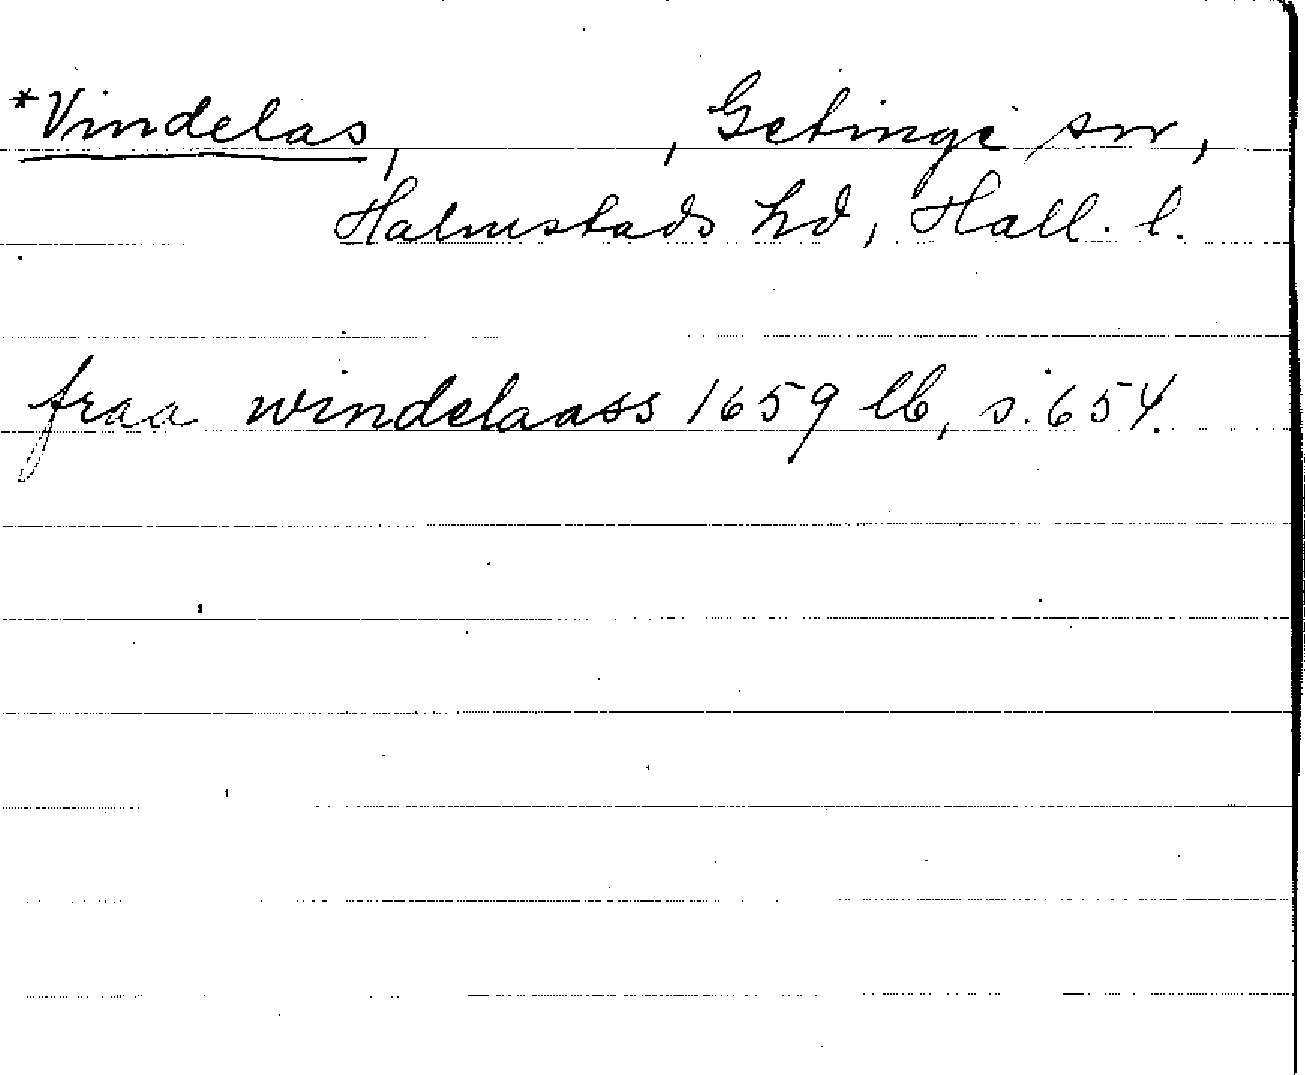 *Vindelas, , Getinge sn,
Halmstads hd, Hall. l.
fraa windelaass 1659 lb, s. 654.